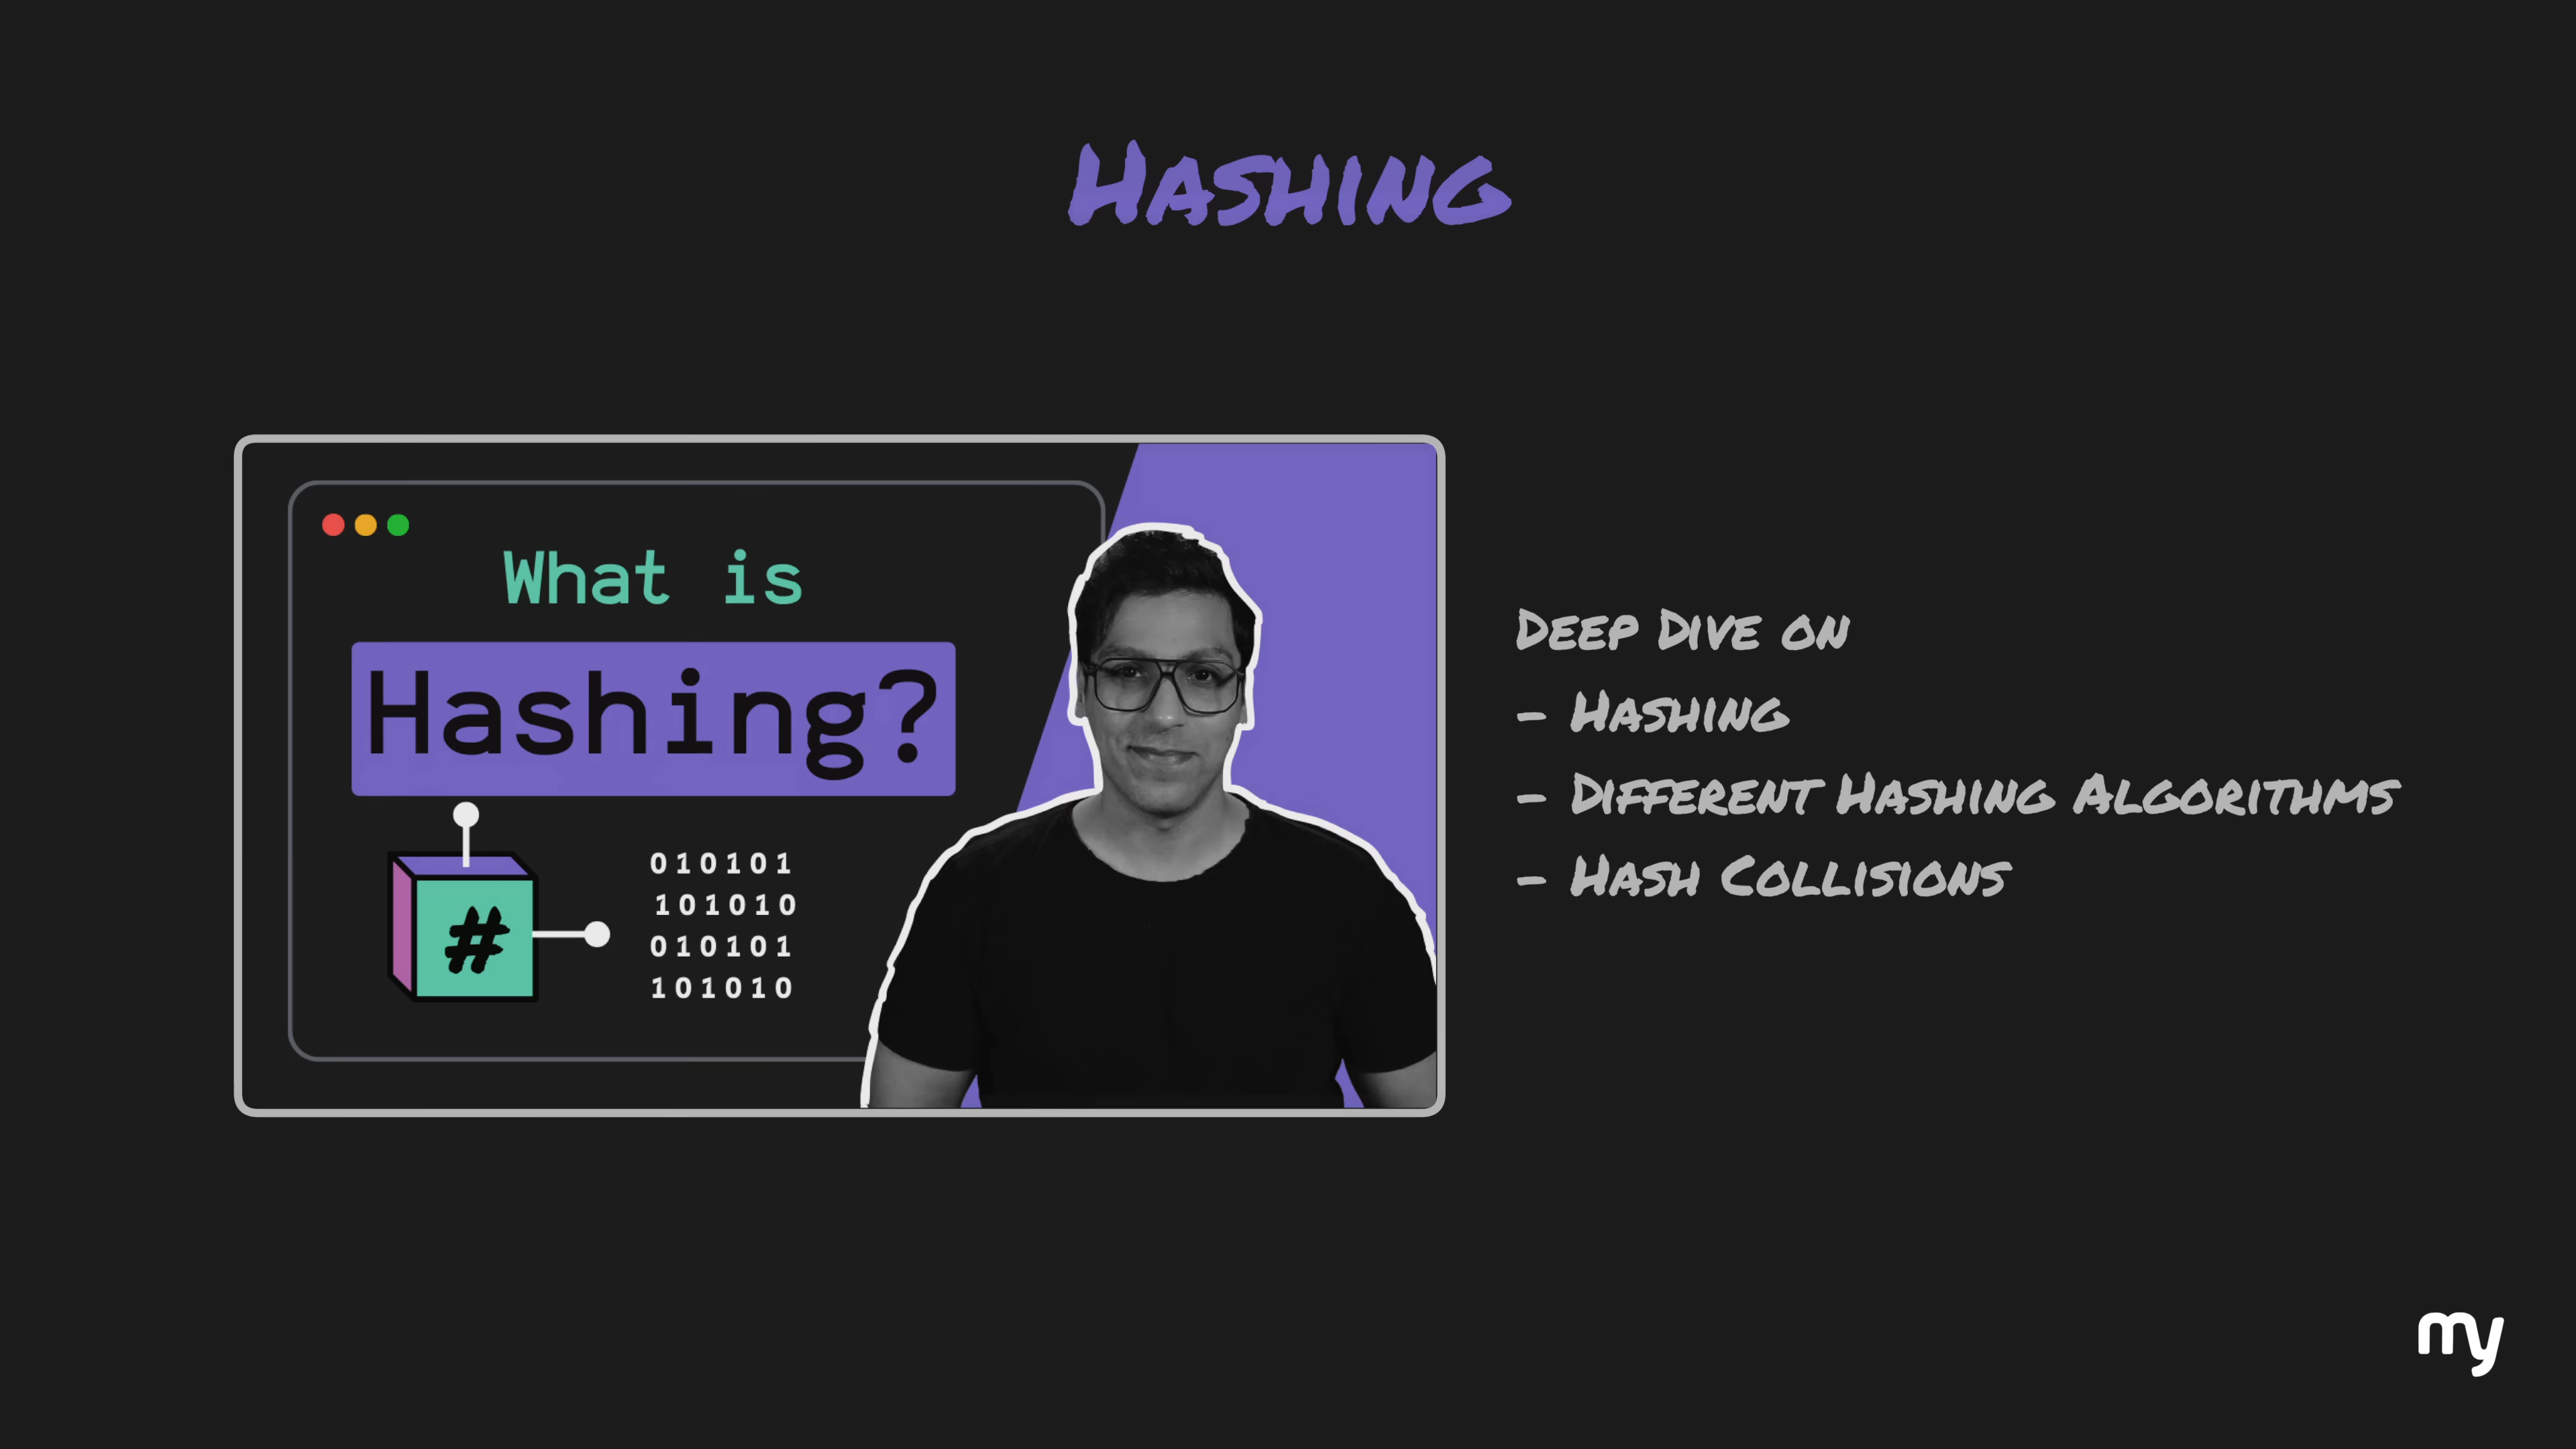 Hashing
What is
Hashing?
#
010101
101010
010101
101010
Deep Dive on
- Hashing
- Different Hashing Algorithms
- Hash Collisions
my